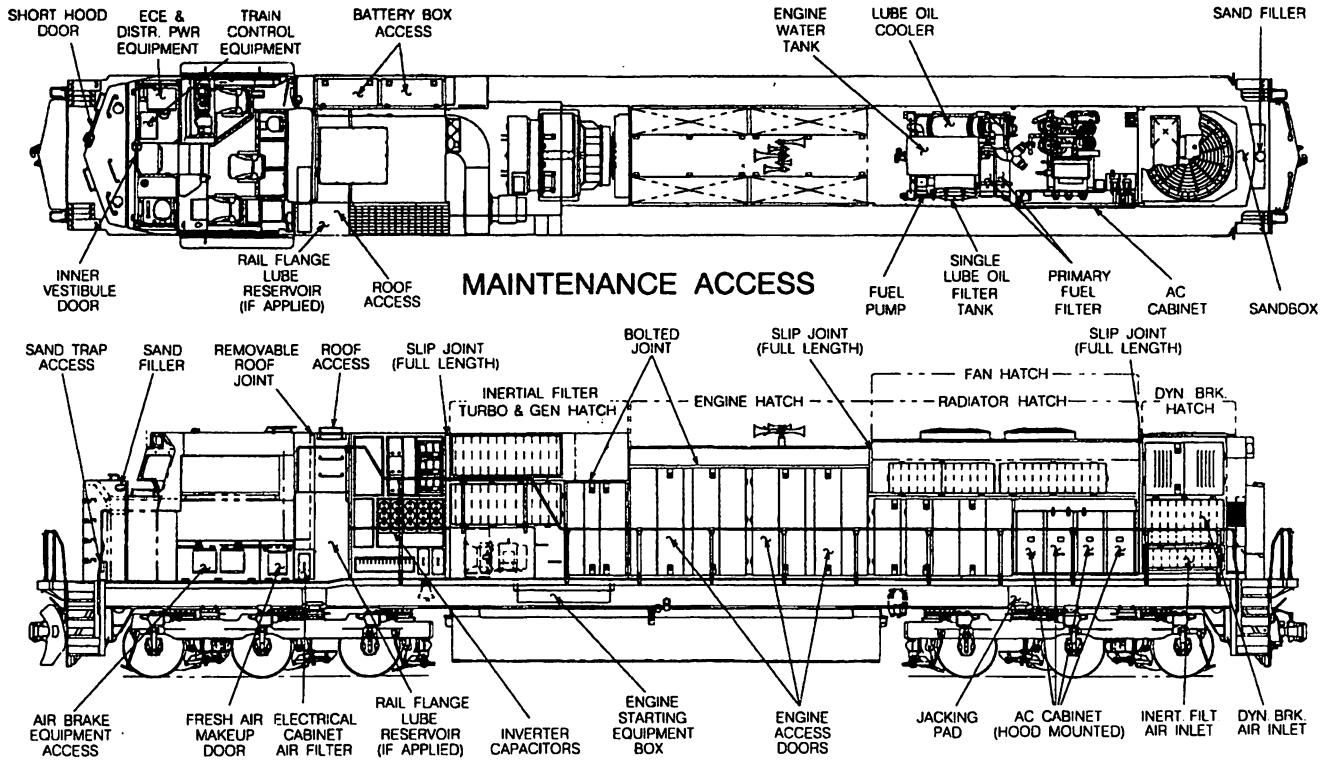 SHORT HOOD
DOOR
ECE &
DISTR. PWR
EQUIPMENT
TRAIN
CONTROL
EQUIPMENT
BATTERY BOX
ACCESS
ENGINE
WATER
TANK
LUBE OIL
COOLER
SAND FILLER
INNER
VESTIBULE
DOOR
RAIL FLANGE
LUBE
RESERVOIR
(IF APPLIED)
ROOF
ACCESS
MAINTENANCE ACCESS
FUEL
PUMP
SINGLE
LUBE OIL
FILTER
TANK
PRIMARY
FUEL
FILTER
AC
CABINET
SANDBOX
SAND TRAP
ACCESS
SAND
FILLER
REMOVABLE
ROOF
JOINT
ROOF
ACCESS
SLIP JOINT
(FULL LENGTH)
INERTIAL FILTER
TURBO & GEN HATCH
BOLTED
JOINT
ENGINE HATCH
SLIP JOINT
(FULL LENGTH)
FAN HATCH
RADIATOR HATCH
SLIP JOINT
(FULL LENGTH)
DYN BRK.
HATCH
AIR BRAKE
EQUIPMENT
ACCESS
FRESH AIR
MAKEUP
DOOR
ELECTRICAL
CABINET
AIR FILTER
RAIL FLANGE
LUBE
RESERVOIR
(IF APPLIED)
INVERTER
CAPACITORS
ENGINE
STARTING
EQUIPMENT
BOX
ENGINE
ACCESS
DOORS
JACKING
PAD
AC CABINET
(HOOD MOUNTED)
INERT. FILT.
AIR INLET
DYN. BRK.
AIR INLET